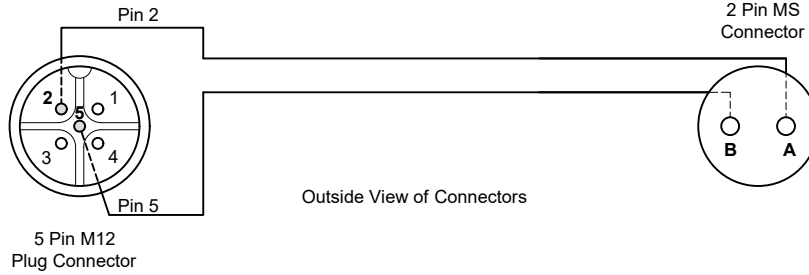 Pin 2
2 Pin MS
Connector
2
1
5
3
4
B
A
Pin 5
Outside View of Connectors
5 Pin M12
Plug Connector